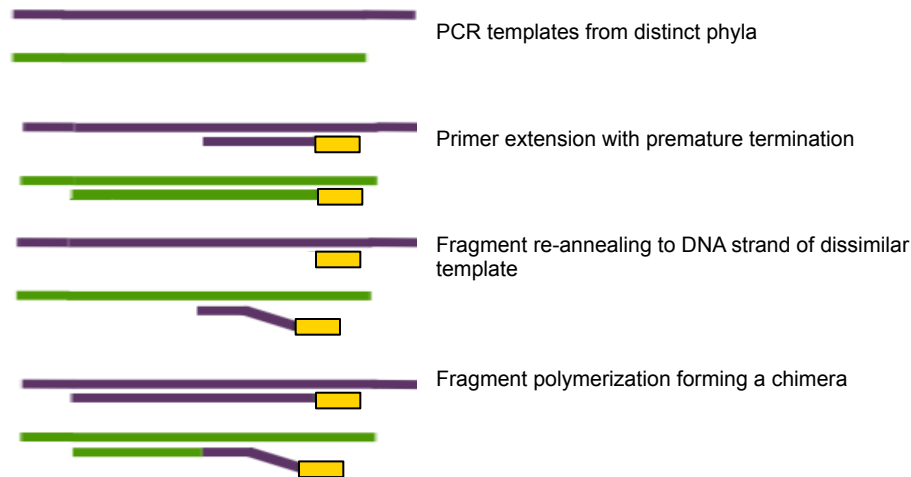 PCR templates from distinct phyla
Primer extension with premature termination
Fragment re-annealing to DNA strand of dissimilar
template
Fragment polymerization forming a chimera